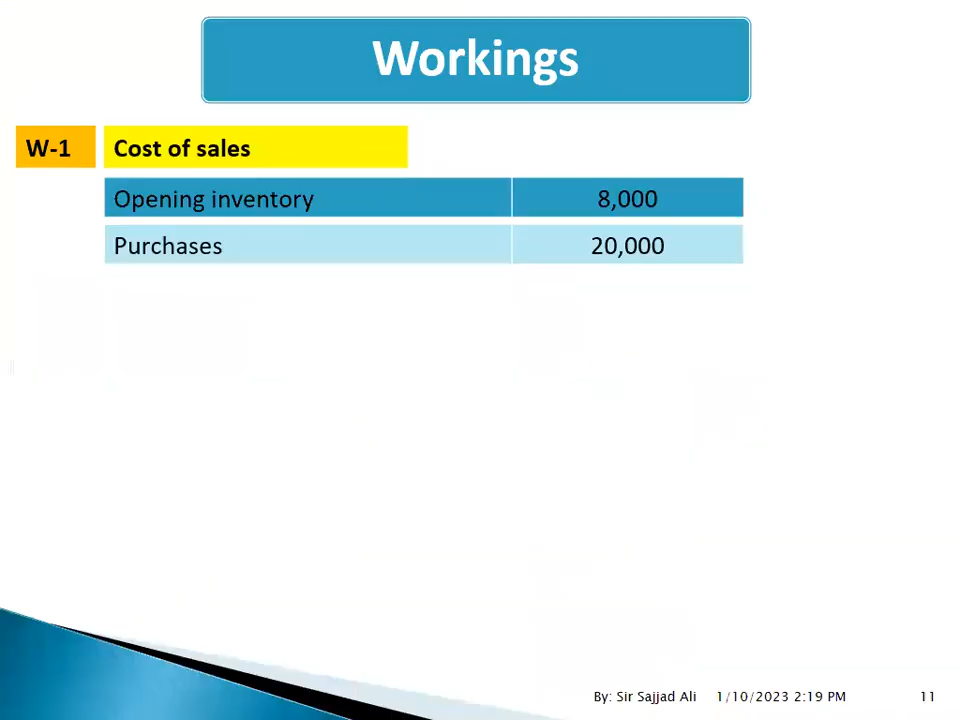 Workings
W-1 Cost of sales
Opening inventory 8,000
Purchases 20,000
By: Sir Sajjad Ali 1/10/2023 2:19 PM 11